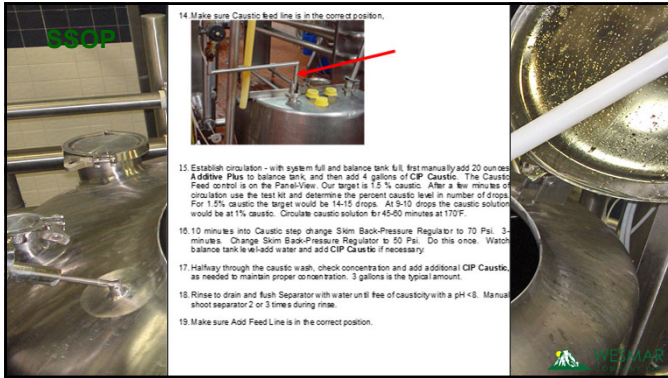 SSOP
14. Make sure Caustic feed line is in the correct position,
15. Establish circulation - with system full and balance tank full, first manually add 20 ounces
Additive Plus to balance tank, and then add 4 gallons of CIP Caustic. The Caustic
Feed control is on the Panel-View. Our target is 1.5 % caustic. After a few minutes of
circulation use the test kit and determine the percent caustic level in number of drops.
For 1.5% caustic the target would be 14-15 drops. At 9-10 drops the caustic solution
would be at 1% caustic. Circulate caustic solution for 45-60 minutes at 170°F.
16. 10 minutes into Caustic step change Skim Back-Pressure Regulator to 70 Psi. 3-
minutes. Change Skim Back-Pressure Regulator to 50 Psi. Do this once. Watch
balance tank level-add water and add CIP Caustic if necessary.
17. Halfway through the caustic wash, check concentration and add additional CIP Caustic,
as needed to maintain proper concentration. 3 gallons is the typical amount.
18. Rinse to drain and flush Separator with water until free of causticity with a pH <8. Manual
shoot separator 2 or 3 times during rinse.
19. Make sure Acid Feed Line is in the correct position.
WESMAR